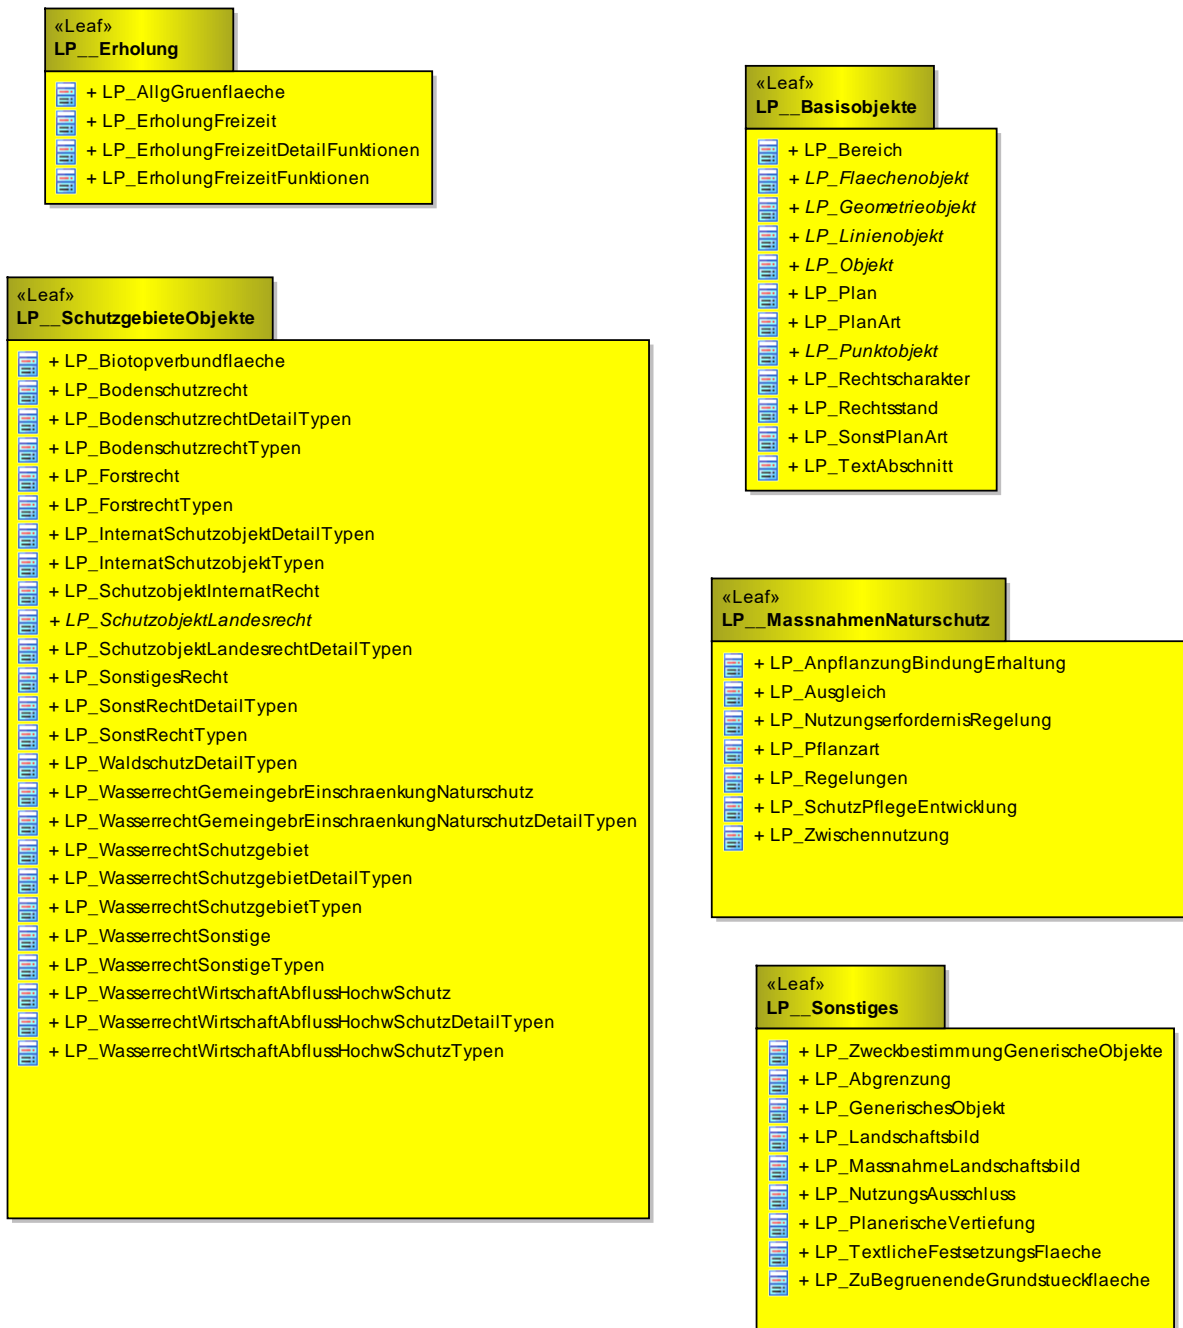 «Leaf»
LP__Erholung
+ LP_AllgGruenflaeche
+ LP_ErholungFreizeit
+ LP_ErholungFreizeitDetailFunktionen
+ LP_ErholungFreizeitFunktionen
«Leaf»
LP__Basisobjekte
+ LP_Bereich
+ LP_Flaechenobjekt
+ LP_Geometrieobjekt
+ LP_Linienobjekt
+ LP_Objekt
+ LP_Plan
+ LP_PlanArt
+ LP_Punktobjekt
+ LP_Rechtscharakter
+ LP_Rechtsstand
+ LP_SonstPlanArt
+ LP_TextAbschnitt
«Leaf»
LP__SchutzgebieteObjekte
+ LP_Biotopverbundflaeche
+ LP_Bodenschutzrecht
+ LP_BodenschutzrechtDetailTypen
+ LP_BodenschutzrechtTypen
+ LP_Forstrecht
+ LP_ForstrechtTypen
+ LP_InternatSchutzobjektDetailTypen
+ LP_InternatSchutzobjektTypen
+ LP_SchutzobjektInternatRecht
+ LP_SchutzobjektLandesrecht
+ LP_SchutzobjektLandesrechtDetailTypen
+ LP_SonstigesRecht
+ LP_SonstRechtDetailTypen
+ LP_SonstRechtTypen
+ LP_WaldschutzDetailTypen
+ LP_WasserrechtGemeingebrEinschraenkungNaturschutz
+ LP_WasserrechtGemeingebrEinschraenkungNaturschutzDetailTypen
+ LP_WasserrechtSchutzgebiet
+ LP_WasserrechtSchutzgebietDetailTypen
+ LP_WasserrechtSchutzgebietTypen
+ LP_WasserrechtSonstige
+ LP_WasserrechtSonstigeTypen
+ LP_WasserrechtWirtschaftAbflussHochwSchutz
+ LP_WasserrechtWirtschaftAbflussHochwSchutzDetailTypen
+ LP_WasserrechtWirtschaftAbflussHochwSchutzTypen
«Leaf»
LP__MassnahmenNaturschutz
+ LP_AnpflanzungBindungErhaltung
+ LP_Ausgleich
+ LP_NutzungserfordernisRegelung
+ LP_Pflanzart
+ LP_Regelungen
+ LP_SchutzPflegeEntwicklung
+ LP_Zwischennutzung
«Leaf»
LP__Sonstiges
+ LP_ZweckbestimmungGenerischeObjekte
+ LP_Abgrenzung
+ LP_GenerischesObjekt
+ LP_Landschaftsbild
+ LP_MassnahmeLandschaftsbild
+ LP_NutzungsAusschluss
+ LP_PlanerischeVertiefung
+ LP_TextlicheFestsetzungsFlaeche
+ LP_ZuBegruenendeGrundstueckflaeche